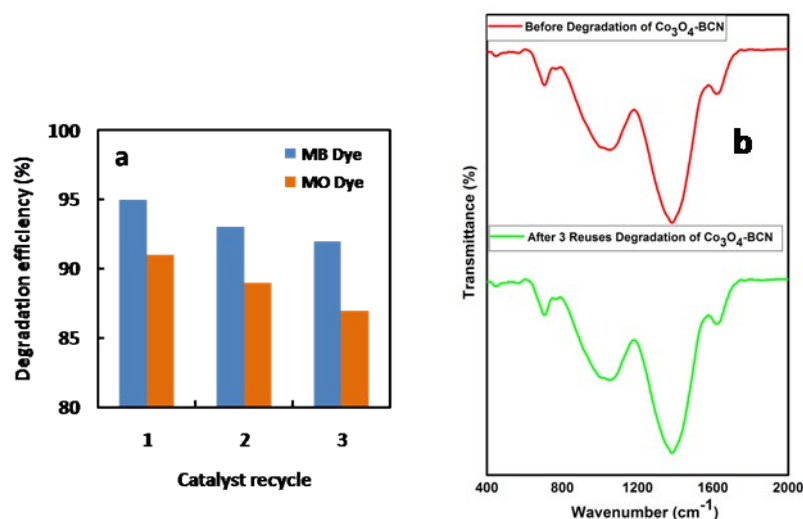 a
MB Dye
MO Dye
100
95
90
85
80
1 2 3
Degradation efficiency (%)
Catalyst recycle
Before Degradation of Co₃O₄-BCN
b
After 3 Reuses Degradation of Co₃O₄-BCN
Transmittance (%)
400 800 1200 1600 2000
Wavenumber (cm⁻¹)